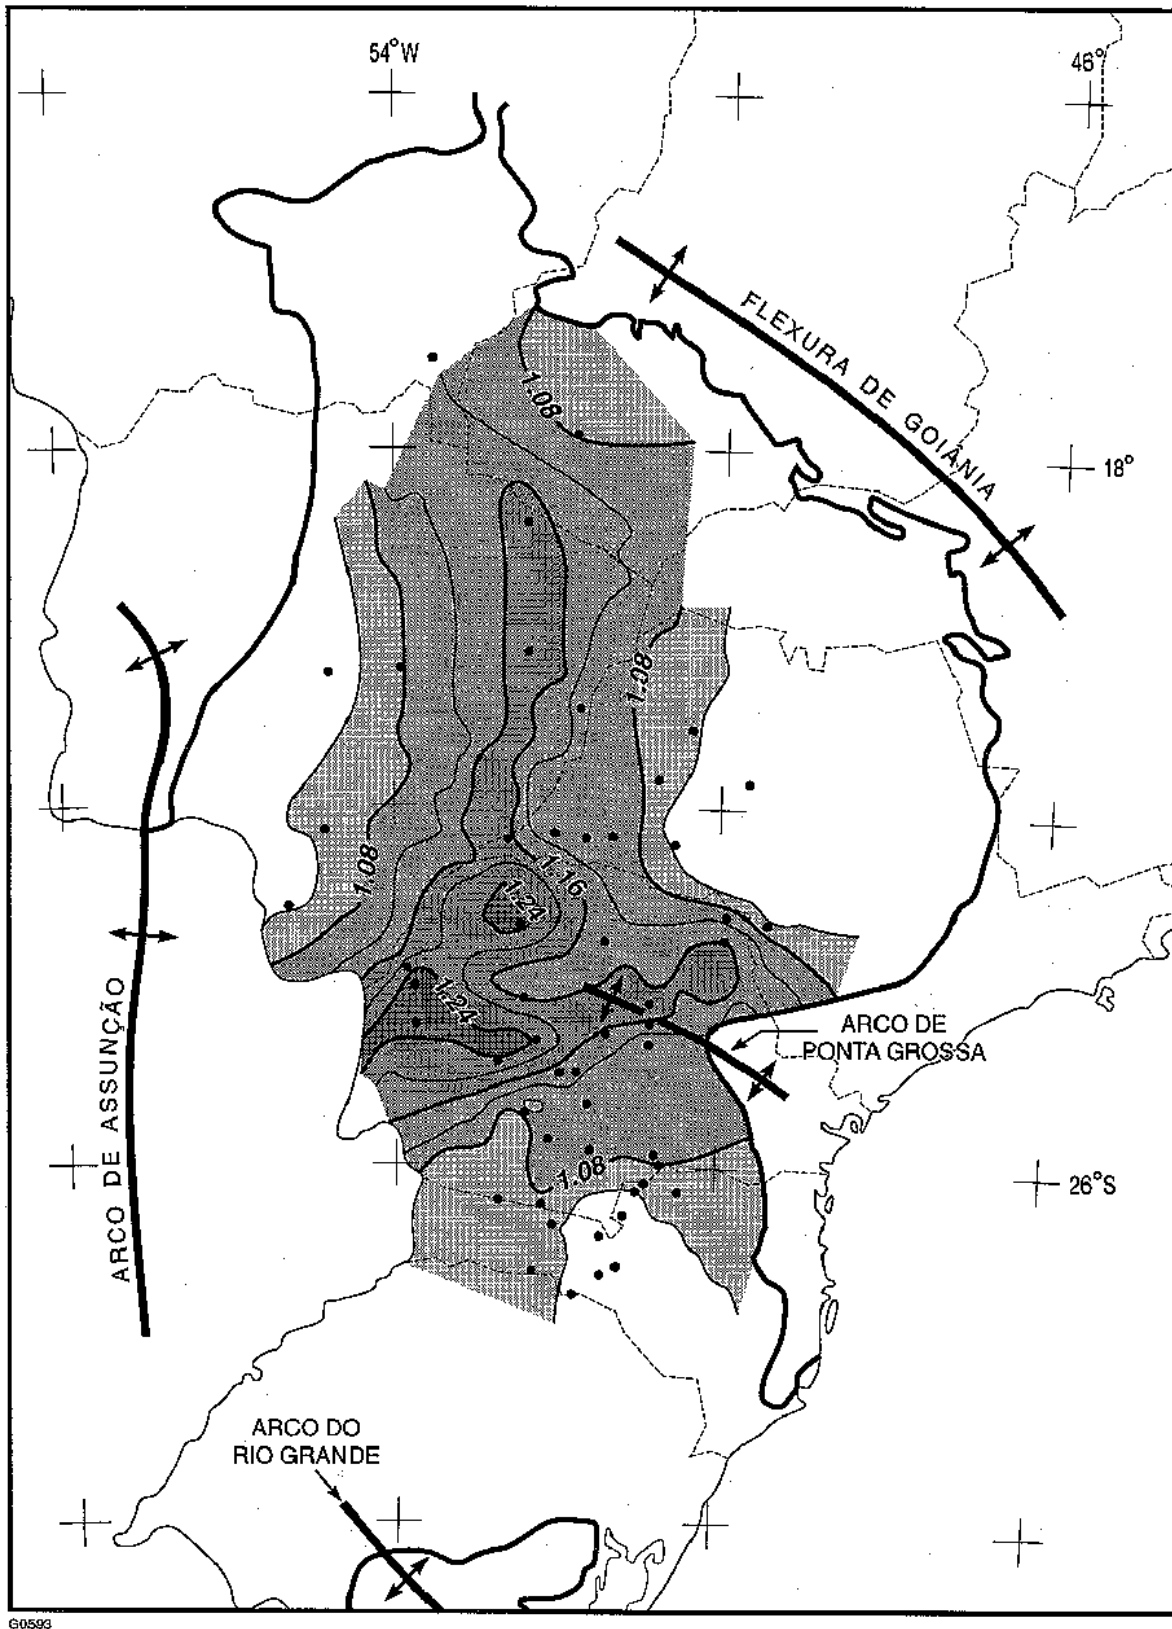 54°W
48°
FLEXURA DE GOIÂNIA
1.08
18°
1.08
1.08
1.16
1.24
1.24
ARCO DE
PONTA GROSSA
ARCO DE ASSUNÇÃO
1.08
26°S
ARCO DO
RIO GRANDE
G0593